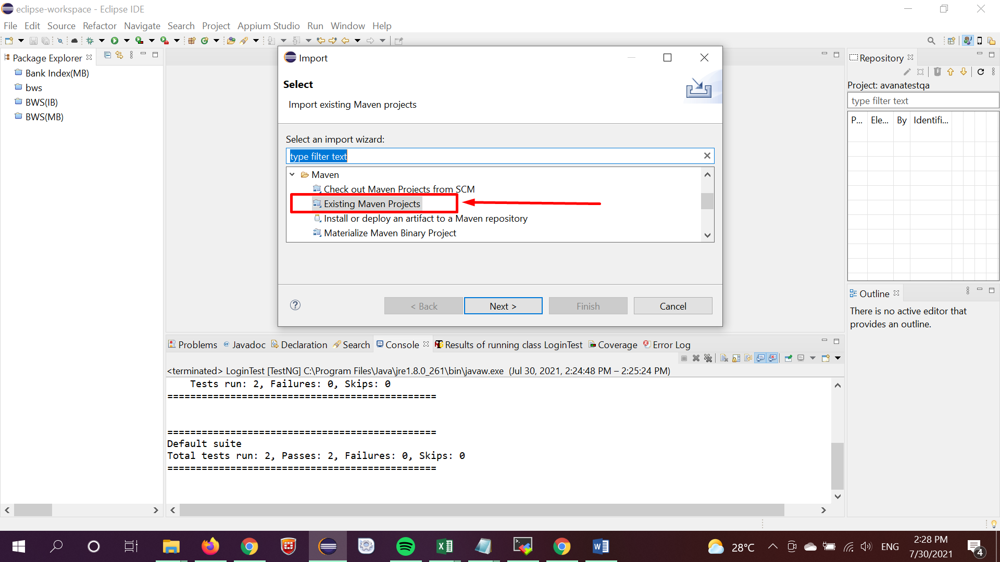 eclipse-workspace - Eclipse IDE
File Edit Source Refactor Navigate Search Project Appium Studio Run Window Help
Package Explorer
Bank Index(MB)
bws
BWS(IB)
BWS(MB)
Import
Select
Import existing Maven projects
Select an import wizard:
type filter text
Maven
Check out Maven Projects from SCM
Existing Maven Projects
Install or deploy an artifact to a Maven repository
Materialize Maven Binary Project
< Back Next > Finish Cancel
Repository
Project: avanatestqa
type filter text
P... Ele... By Identifi...
Outline
There is no active editor that
provides an outline.
Problems Javadoc Declaration Search Console Results of running class LoginTest Coverage Error Log
<terminated> LoginTest [TestNG] C:\Program Files\Java\jre1.8.0_261\bin\javaw.exe (Jul 30, 2021, 2:24:48 PM – 2:25:24 PM)
Tests run: 2, Failures: 0, Skips: 0
===============================================
===============================================
Default suite
Total tests run: 2, Passes: 2, Failures: 0, Skips: 0
===============================================
28°C ENG 2:28 PM
7/30/2021
4